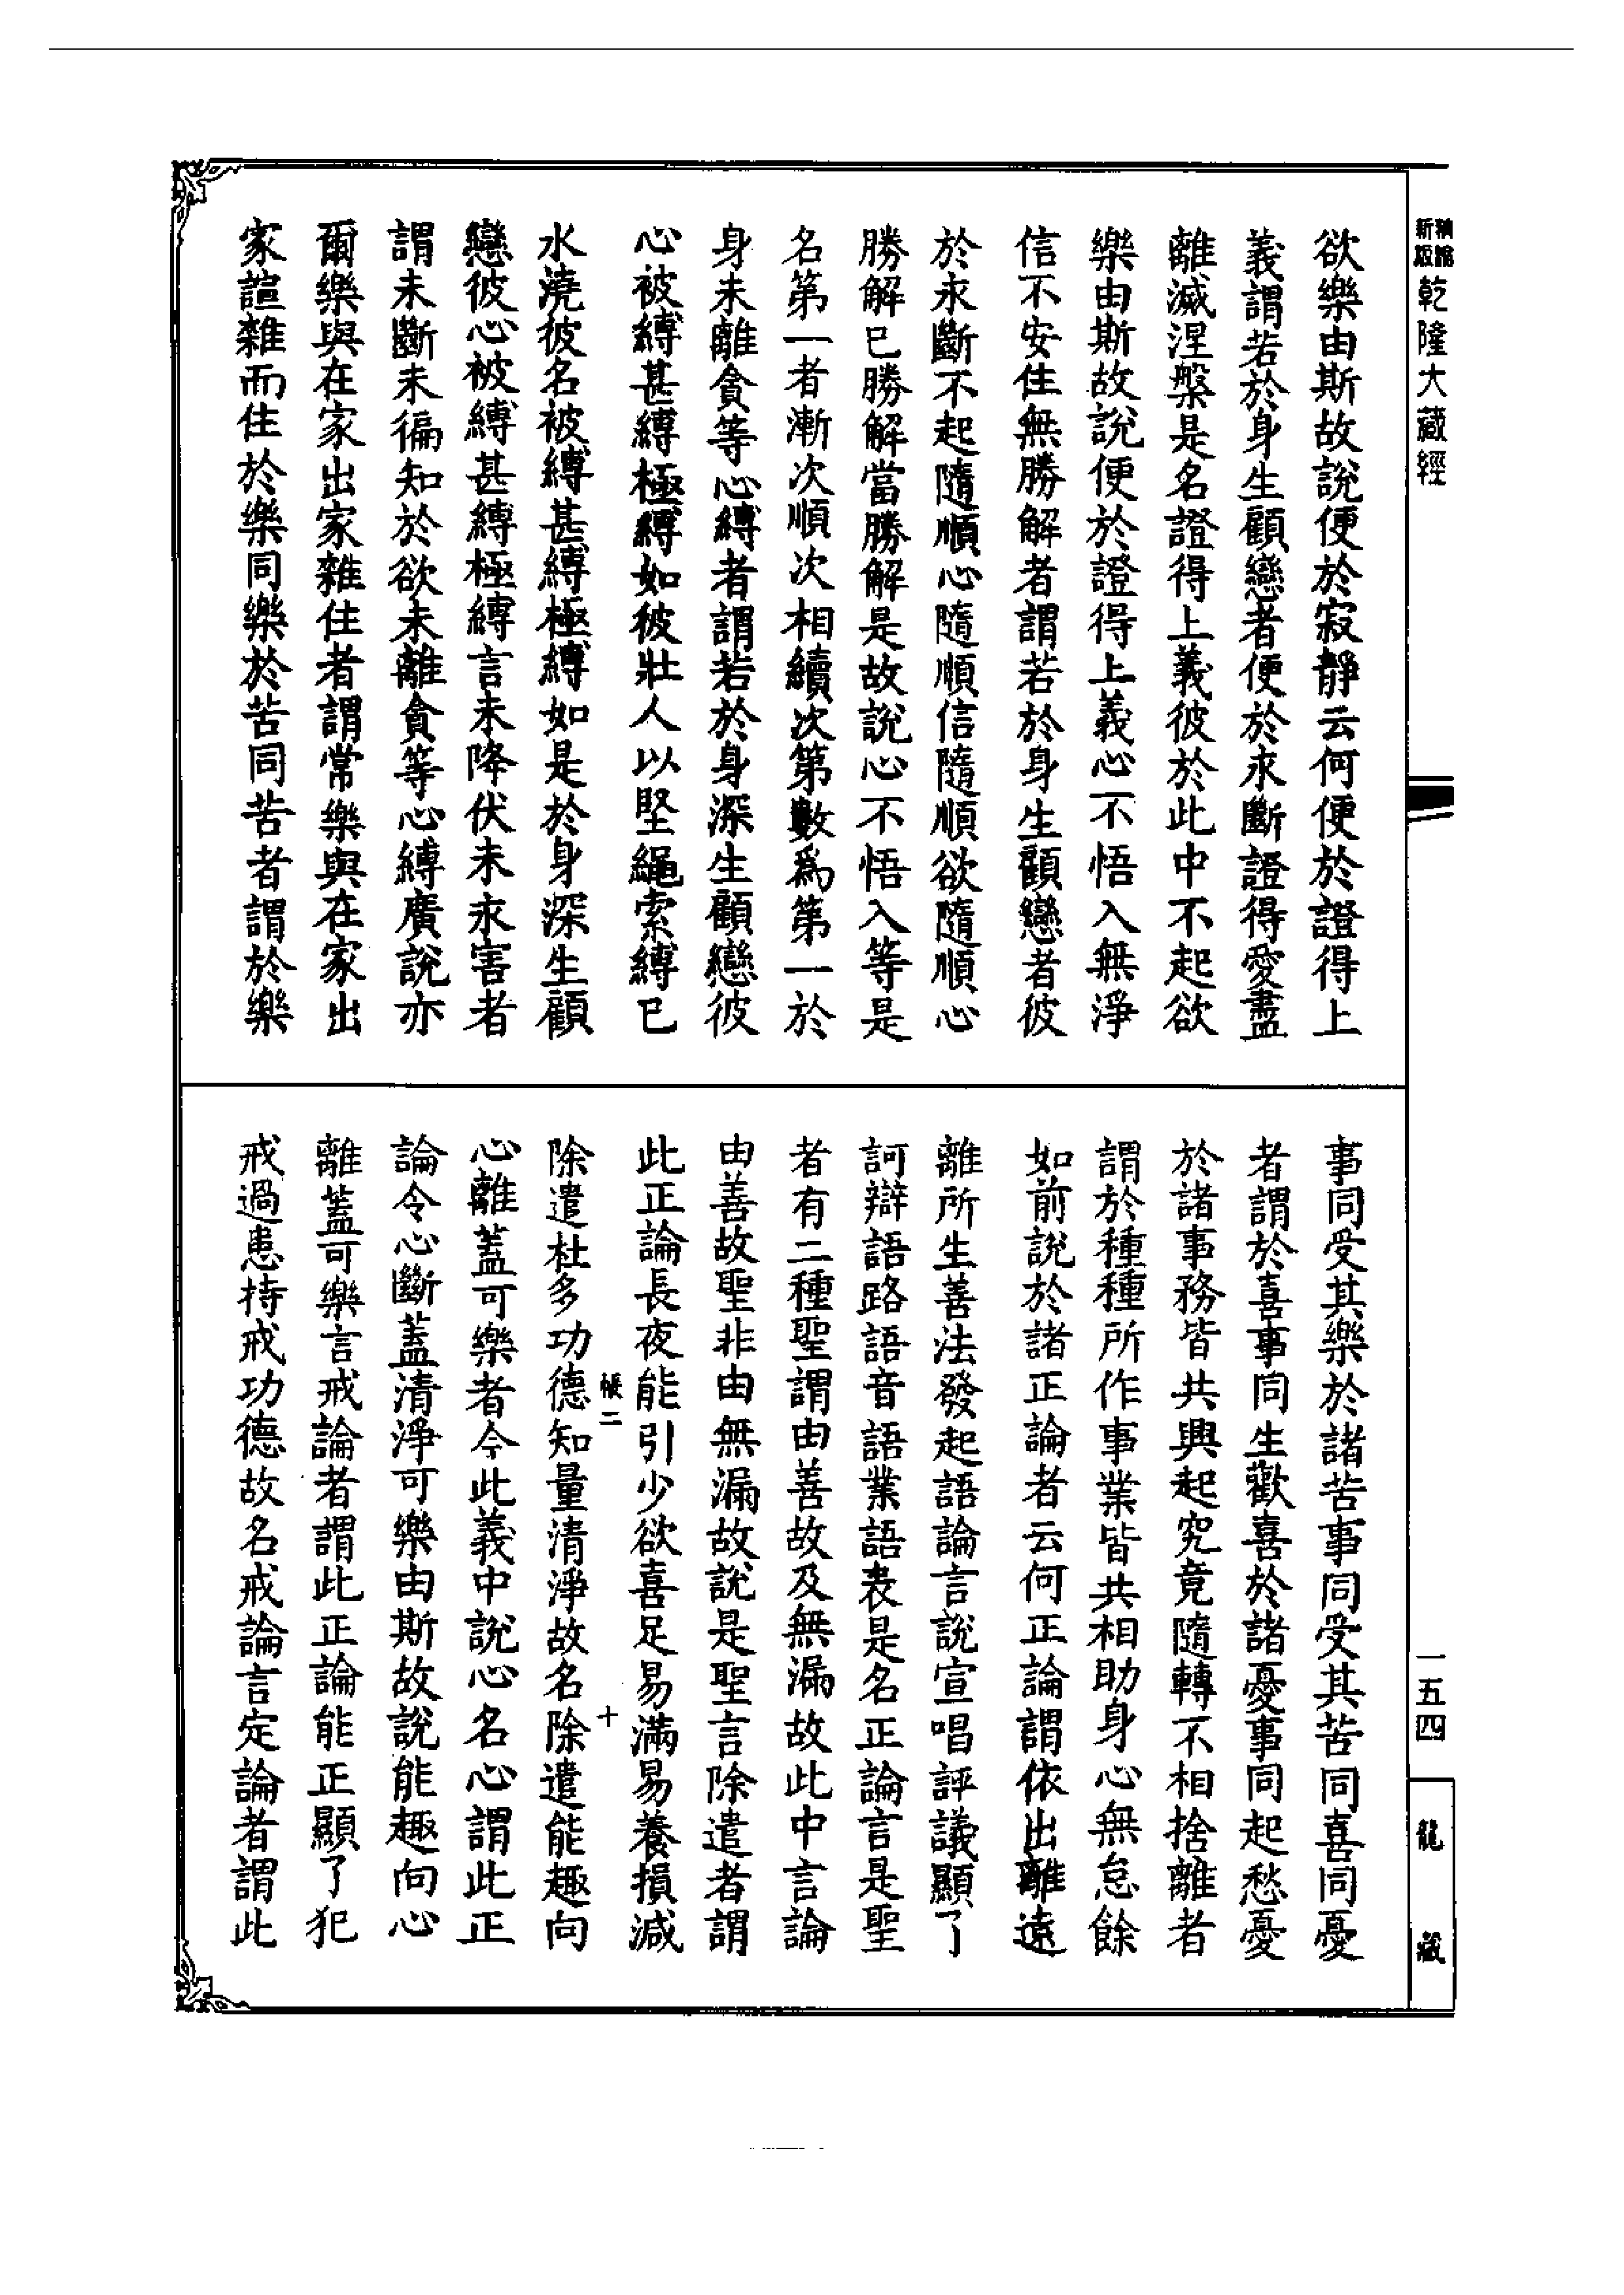 新版
乾隆大藏經
一五四
龍藏
欲樂由斯故說便於寂靜云何便於證得上
義謂若於身生顧戀者便於永斷證得愛盡
離滅涅槃是名證得上義彼於此中不起欲
樂由斯故說便於證得上義心不悟入無淨
信不安住無勝解者謂若於身生顧戀者彼
於永斷不起隨順心隨順信隨順欲隨順心
勝解已勝解當勝解是故說心不悟入等是
名第一者漸次順次相續次第數為第一於
身未離貪等心縛者謂若於身深生顧戀彼
心被縛甚縛極縛如彼壯人以堅繩索縛已
水澆彼名被縛甚縛極縛如是於身深生顧
戀彼心被縛甚縛極縛言未降伏未永害者
謂未斷未徧知於欲未離貪等心縛廣說亦
爾樂與在家出家雜住者謂常樂與在家出
家諠雜而住於樂同樂於苦同苦者謂於樂
事同受其樂於諸苦事同受其苦同喜同憂
者謂於喜事同生歡喜於諸憂事同起愁憂
於諸事務皆共興起究竟隨轉不相捨離者
謂於種種所作事業皆共相助身心無怠餘
如前說於諸正論者云何正論謂依出離遠
離所生善法發起語論言說宣唱評議顯了
訶辯語路語音語業語表是名正論言是聖
者有二種聖謂由善故及無漏故此中言論
由善故聖非由無漏故說是聖言除遣者謂
此正論長夜能引少欲喜足易滿易養損減
帳二
十
除遣杜多功德知量清淨故名除遣能趣向
心離蓋可樂者今此義中說心名心謂此正
論令心斷蓋清淨可樂由斯故說能趣向心
離蓋可樂言戒論者謂此正論能正顯了犯
戒過患持戒功德故名戒論言定論者謂此